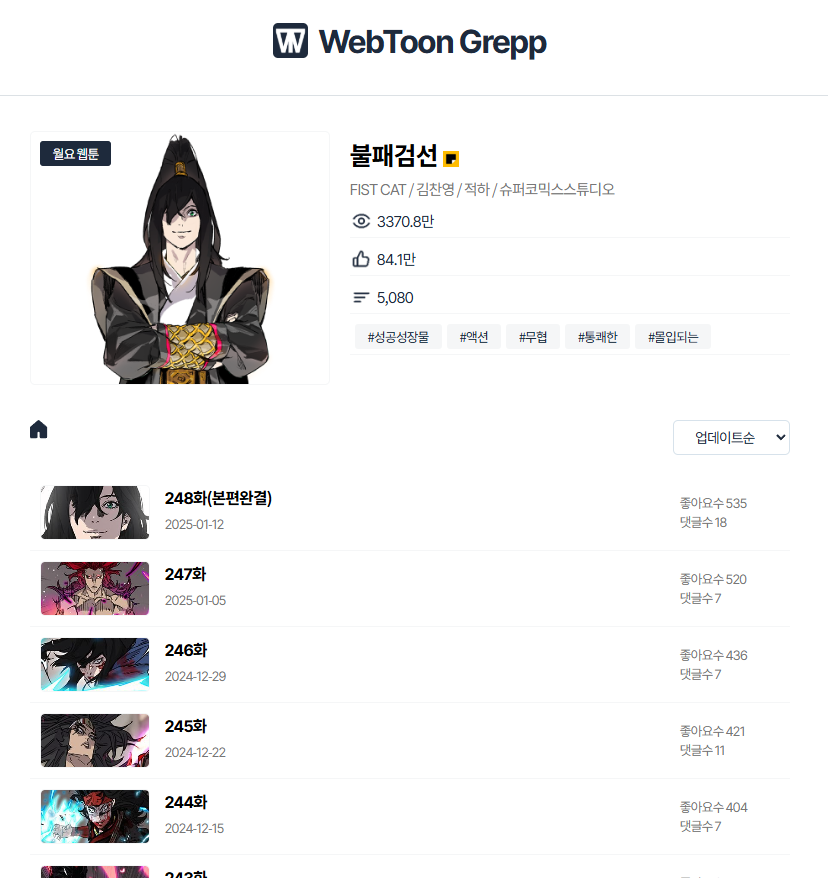 WebToon Grepp
월요 웹툰
불패검선
FIST CAT / 김찬영 / 적하 / 슈퍼코믹스스튜디오
3370.8만
84.1만
5,080
#성공성장물 #액션 #무협 #통쾌한 #몰입되는
업데이트순
248화(본편완결)
2025-01-12
좋아요수 535
댓글수 18
247화
2025-01-05
좋아요수 520
댓글수 7
246화
2024-12-29
좋아요수 436
댓글수 7
245화
2024-12-22
좋아요수 421
댓글수 11
244화
2024-12-15
좋아요수 404
댓글수 7
243화